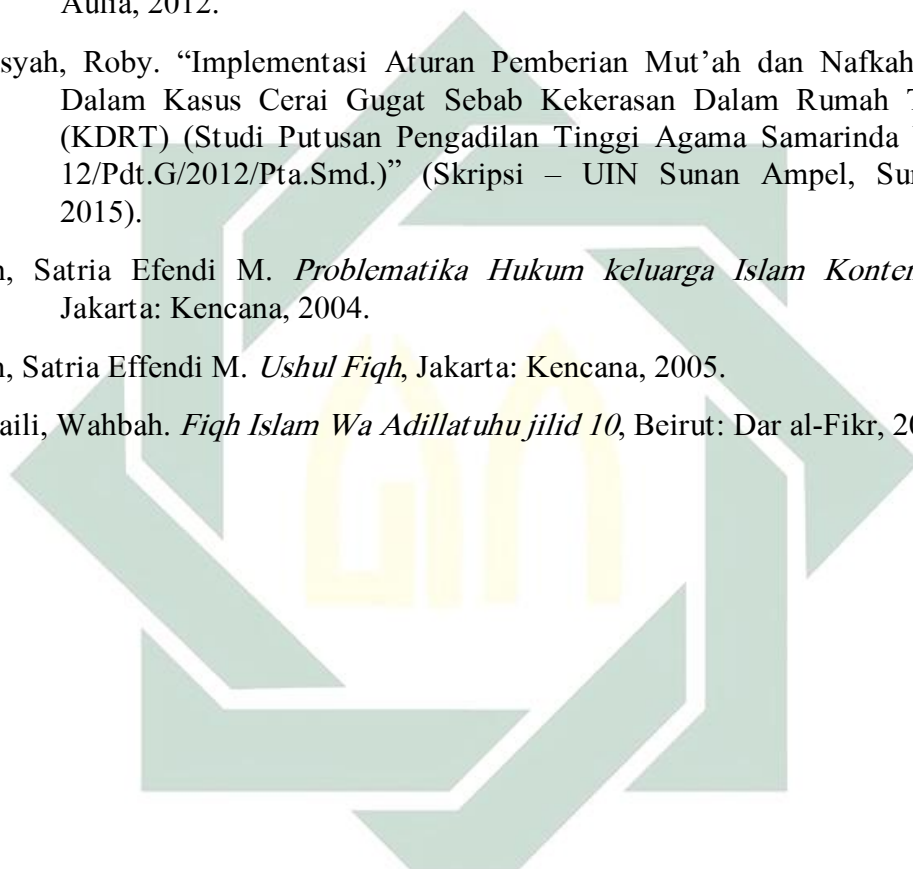 Aulia, 2012.
syah, Roby. “Implementasi Aturan Pemberian Mut’ah dan Nafkah
Dalam Kasus Cerai Gugat Sebab Kekerasan Dalam Rumah
(KDRT) (Studi Putusan Pengadilan Tinggi Agama Samarinda
12/Pdt.G/2012/Pta.Smd.)” (Skripsi – UIN Sunan Ampel,
2015).
Satria Efendi M. Problematika Hukum keluarga Islam
Jakarta: Kencana, 2004.
Satria Effendi M. Ushul Fiqh, Jakarta: Kencana, 2005.
aili, Wahbah. Fiqh Islam Wa Adillatuhu jilid 10, Beirut: Dar al-Fikr,